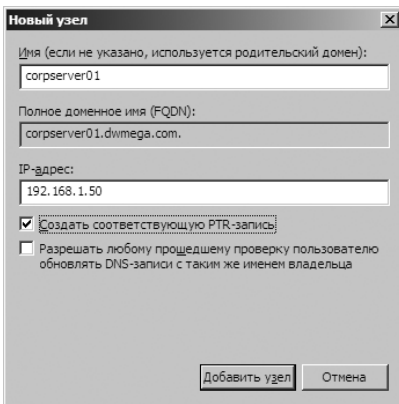 Новый узел
Имя (если не указано, используется родительский домен):
corpserver01
Полное доменное имя (FQDN):
corpserver01.dwmega.com.
IP-адрес:
192.168.1.50
Создать соответствующую PTR-запись
Разрешать любому прошедшему проверку пользователю
обновлять DNS-записи с таким же именем владельца
Добавить узел Отмена